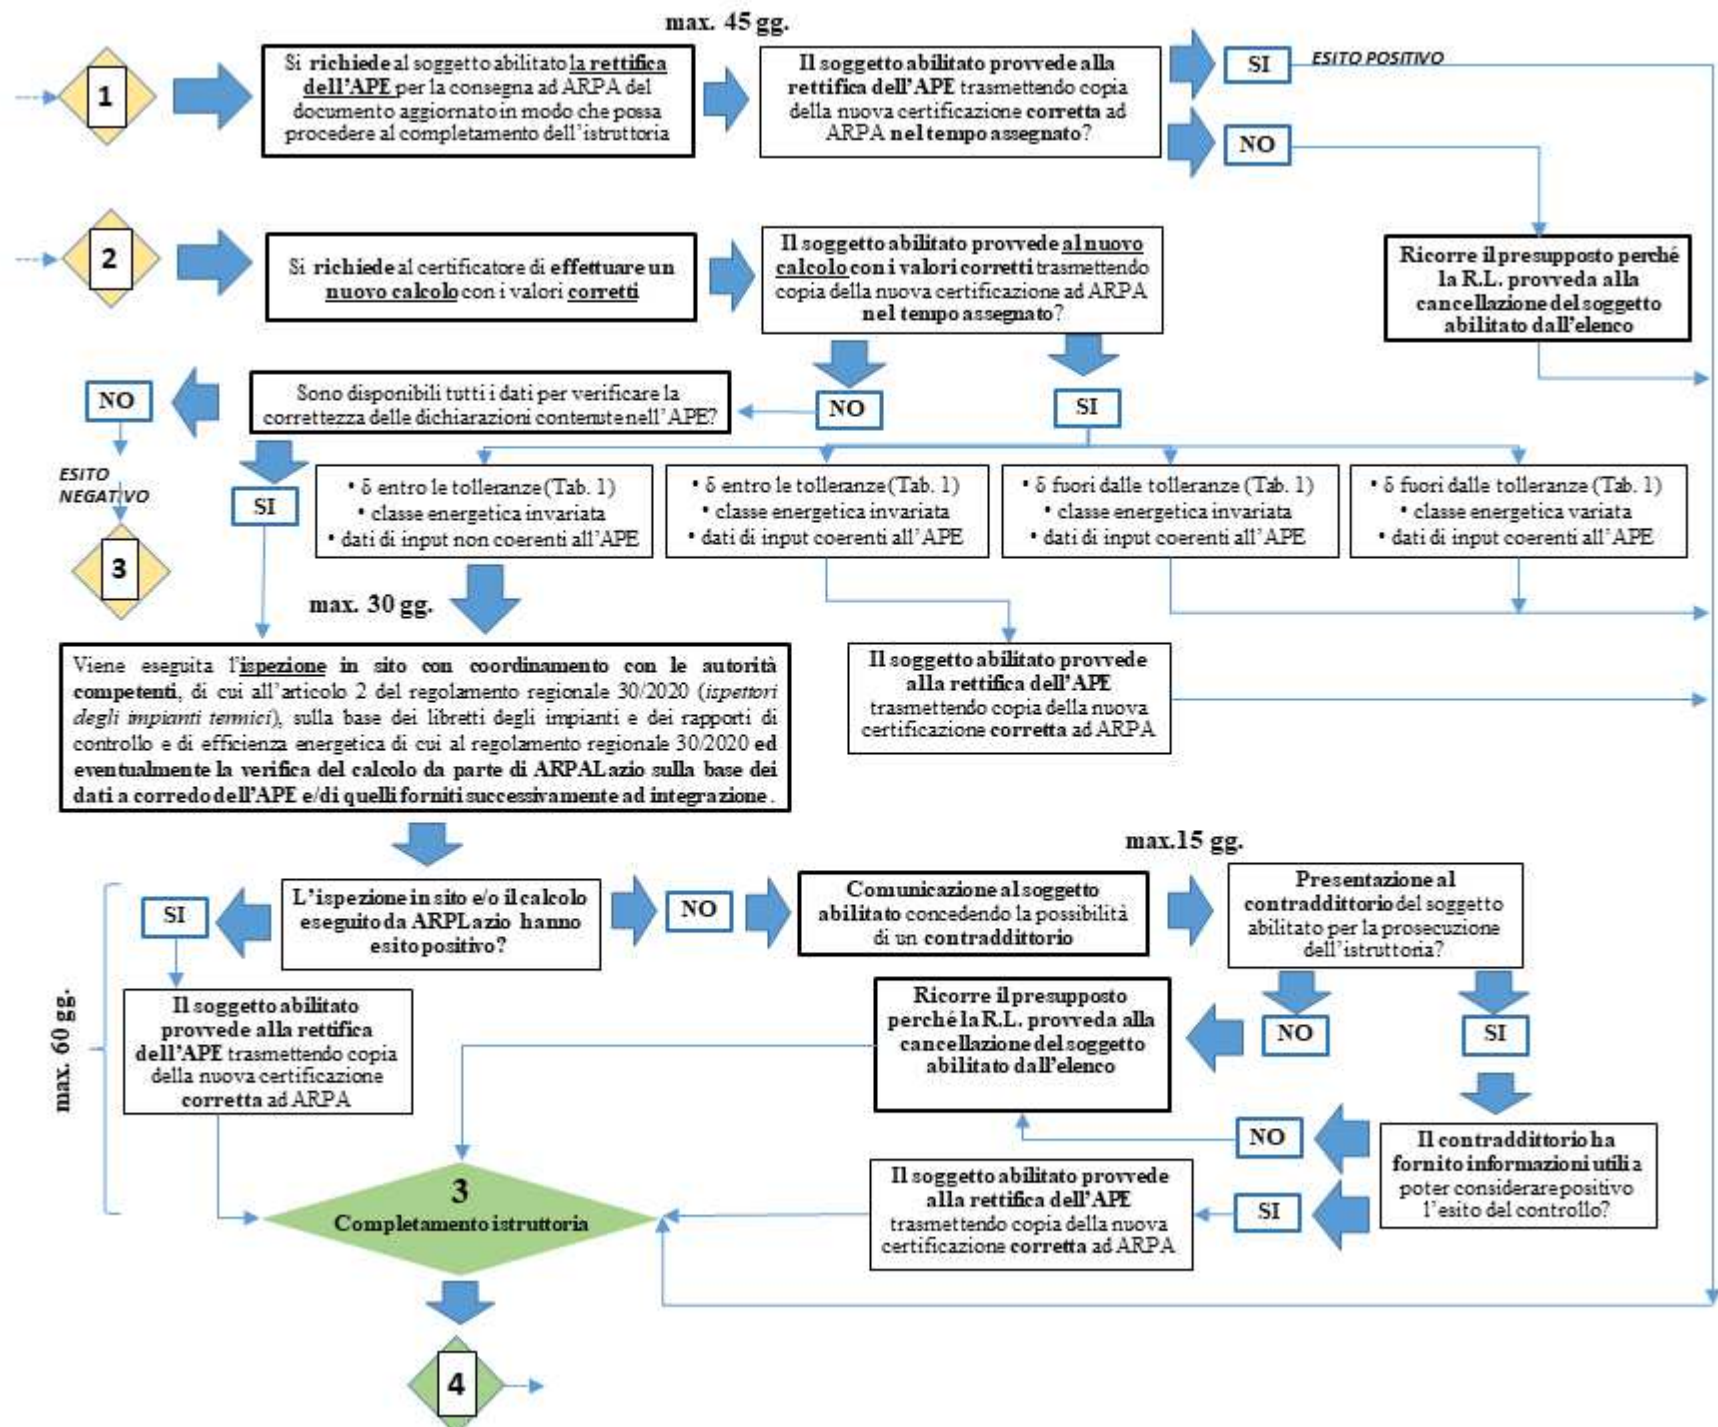 max. 45 gg.
1
Si richiede al soggetto abilitato la rettifica
dell'APE per la consegna ad ARPA del
documento aggiornato in modo che possa
procedere al completamento dell'istruttoria
Il soggetto abilitato provvede alla
rettifica dell'APE trasmettendo copia
della nuova certificazione corretta ad
ARPA nel tempo assegnato?
SI
ESITO POSITIVO
NO
2
Si richiede al certificatore di effettuare un
nuovo calcolo con i valori corretti
Il soggetto abilitato provvede al nuovo
calcolo con i valori corretti trasmettendo
copia della nuova certificazione ad ARPA
nel tempo assegnato?
Ricorre il presupposto perché
la R.L. provveda alla
cancellazione del soggetto
abilitato dall'elenco
NO
Sono disponibili tutti i dati per verificare la
correttezza delle dichiarazioni contenute nell'APE?
NO
SI
ESITO
NEGATIVO
3
SI
• δ entro le tolleranze (Tab. 1)
• classe energetica invariata
• dati di input non coerenti all'APE
• δ entro le tolleranze (Tab. 1)
• classe energetica invariata
• dati di input coerenti all'APE
• δ fuori dalle tolleranze (Tab. 1)
• classe energetica invariata
• dati di input coerenti all'APE
• δ fuori dalle tolleranze (Tab. 1)
• classe energetica variata
• dati di input coerenti all'APE
max. 30 gg.
Viene eseguita l'ispezione in sito con coordinamento con le autorità
competenti, di cui all'articolo 2 del regolamento regionale 30/2020 (ispettori
degli impianti termici), sulla base dei libretti degli impianti e dei rapporti di
controllo e di efficienza energetica di cui al regolamento regionale 30/2020 ed
eventualmente la verifica del calcolo da parte di ARPALazio sulla base dei
dati a corredo dell'APE e/di quelli forniti successivamente ad integrazione.
Il soggetto abilitato provvede
alla rettifica dell'APE
trasmettendo copia della nuova
certificazione corretta ad ARPA
max. 60 gg.
SI
L'ispezione in sito e/o il calcolo
eseguito da ARPLazio hanno
esito positivo?
NO
Comunicazione al soggetto
abilitato concedendo la possibilità
di un contraddittorio
max.15 gg.
Presentazione al
contraddittorio del soggetto
abilitato per la prosecuzione
dell'istruttoria?
Il soggetto abilitato
provvede alla rettifica
dell'APE trasmettendo copia
della nuova certificazione
corretta ad ARPA
Ricorre il presupposto
perché la R.L. provveda alla
cancellazione del soggetto
abilitato dall'elenco
NO
SI
NO
Il contraddittorio ha
fornito informazioni utili a
poter considerare positivo
l'esito del controllo?
SI
Il soggetto abilitato provvede
alla rettifica dell'APE
trasmettendo copia della nuova
certificazione corretta ad ARPA
3
Completamento istruttoria
4